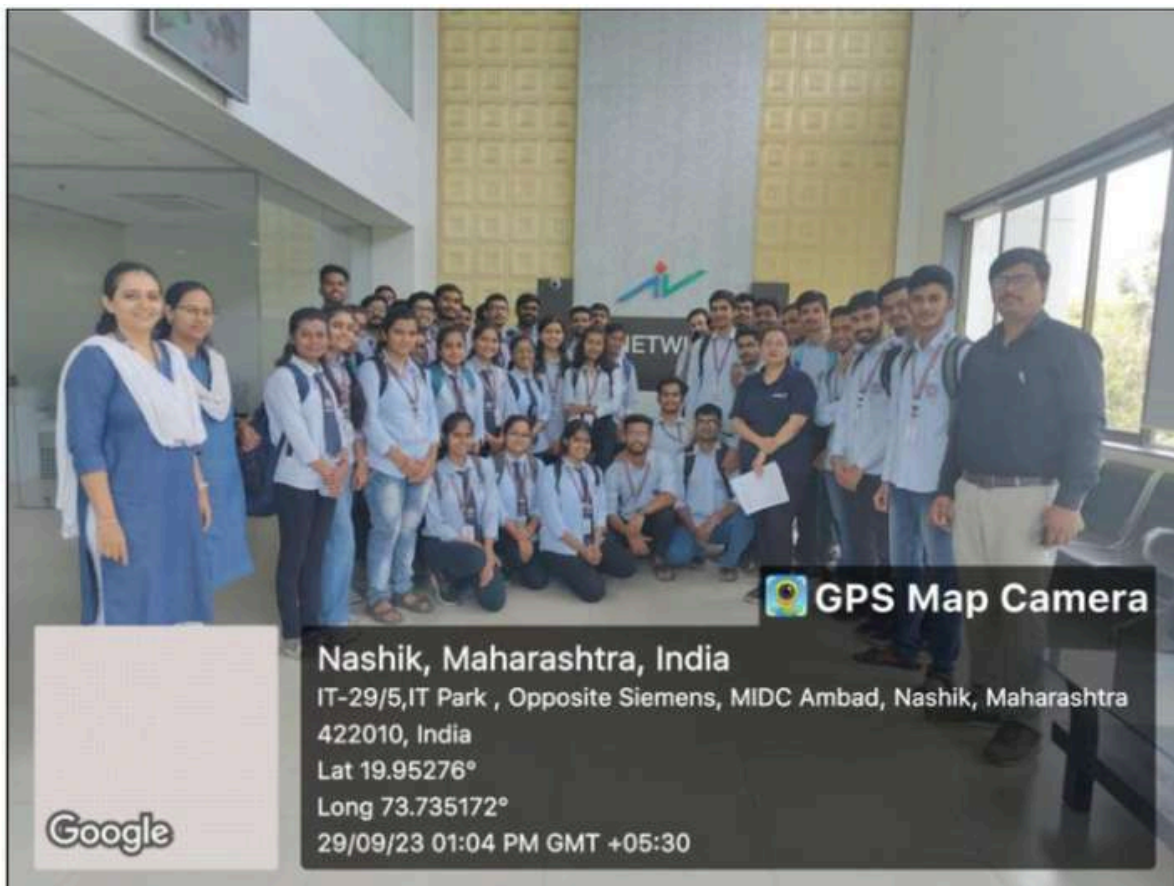 NETWI
GPS Map Camera
Nashik, Maharashtra, India
IT-29/5,IT Park , Opposite Siemens, MIDC Ambad, Nashik, Maharashtra
422010, India
Lat 19.95276°
Long 73.735172°
29/09/23 01:04 PM GMT +05:30
Google